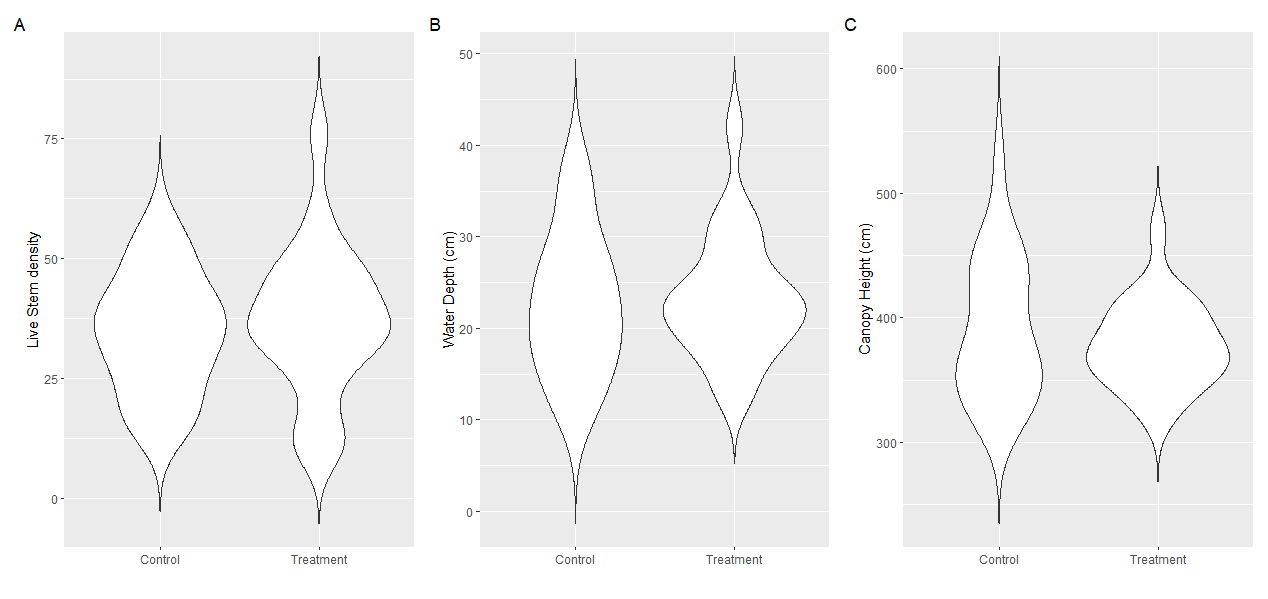 A
Live Stem density
75
50
25
0
Control Treatment
B
Water Depth (cm)
50
40
30
20
10
0
Control Treatment
C
Canopy Height (cm)
600
500
400
300
Control Treatment